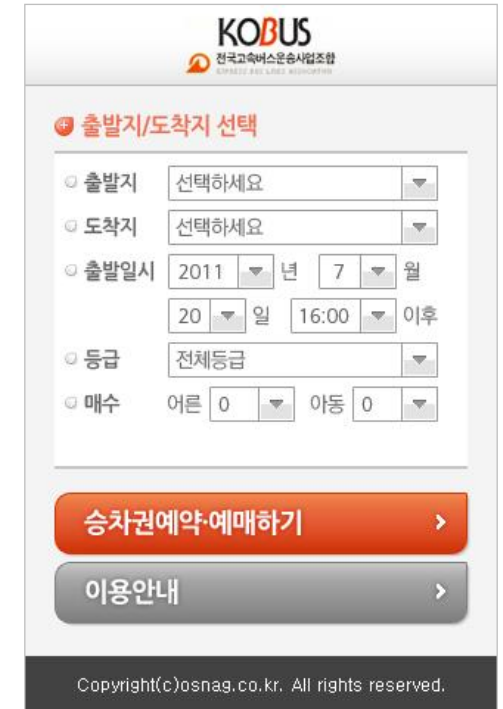 KOBUS
전국고속버스운송사업조합
EXPRESS BUS LINES ASSOCIATION
출발지/도착지 선택
출발지 선택하세요
도착지 선택하세요
출발일시 2011 년 7 월
20 일 16:00 이후
등급 전체등급
매수 어른 0 아동 0
승차권예약·예매하기
이용안내
Copyright(c)osnag.co.kr. All rights reserved.